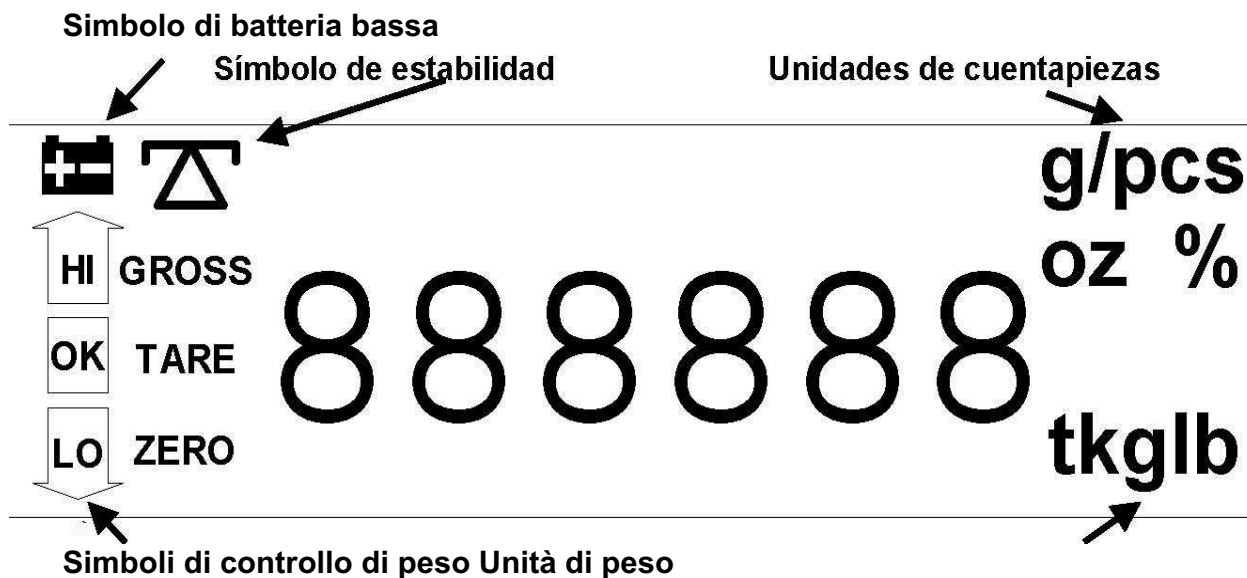 Simbolo di batteria bassa
Símbolo de estabilidad
Unidades de cuentapiezas
g/pcs
oz %
HI GROSS
888888
OK TARE
LO ZERO
tkglb
Simboli di controllo di peso Unità di peso